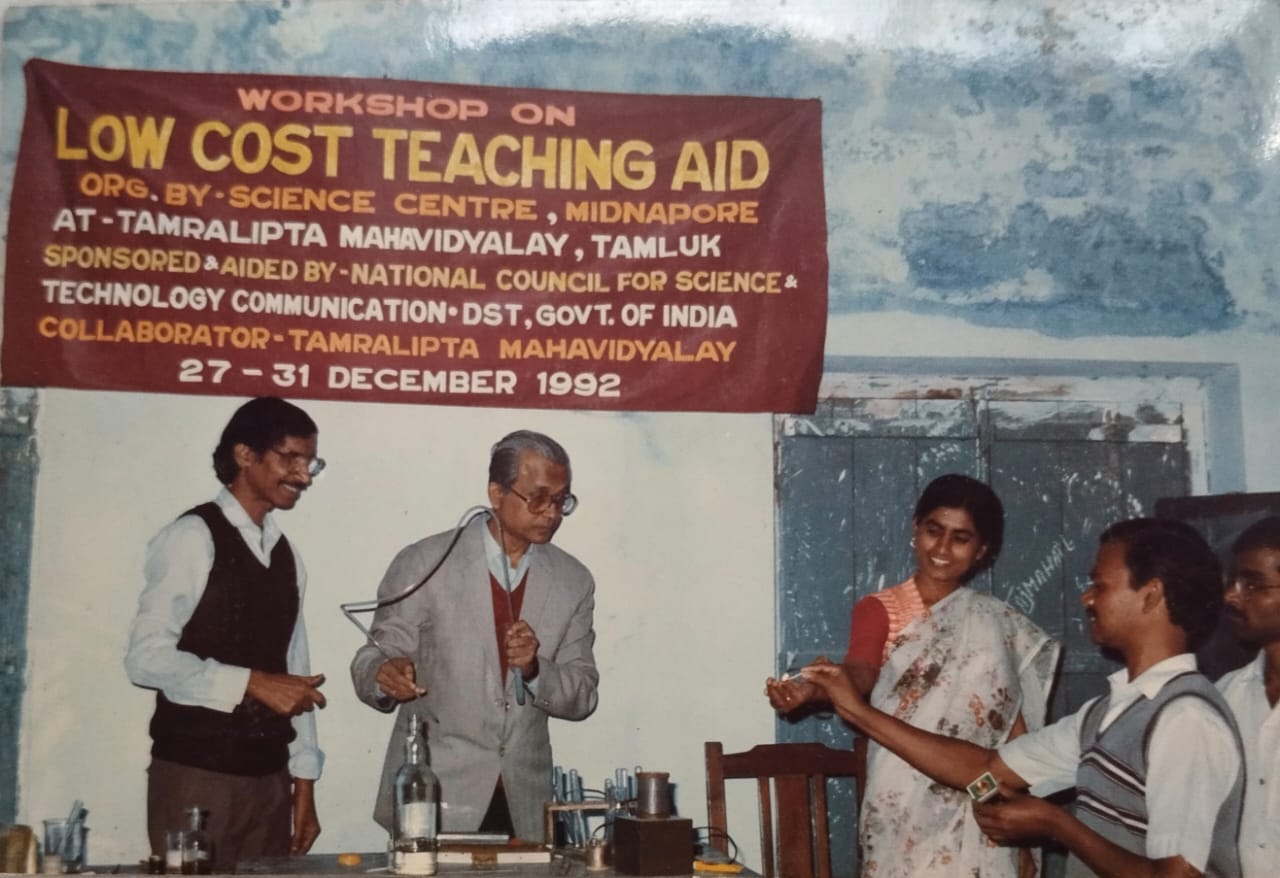 WORKSHOP ON
LOW COST TEACHING AID
ORG. BY-SCIENCE CENTRE, MIDNAPORE
AT-TAMRALIPTA MAHAVIDYALAY, TAMLUK
SPONSORED & AIDED BY-NATIONAL COUNCIL FOR SCIENCE &
TECHNOLOGY COMMUNICATION• DST, GOVT. OF INDIA
COLLABORATOR-TAMRALIPTA MAHAVIDYALAY
27-31 DECEMBER 1992